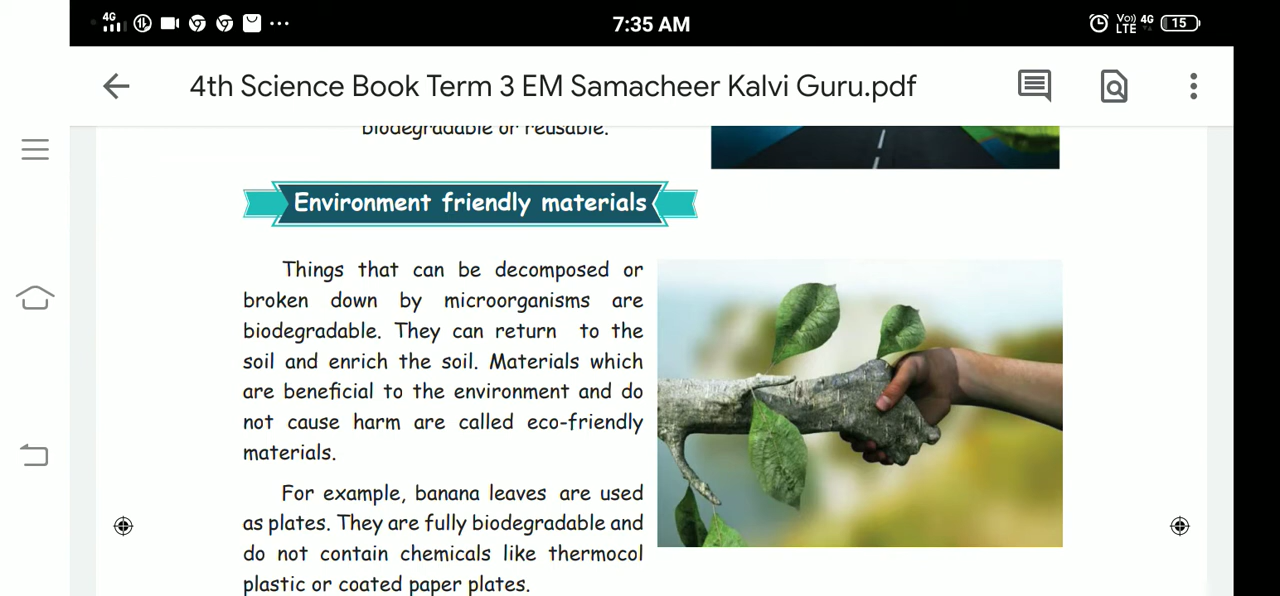 4G
7:35 AM
Vo)) 4G
LTE
15
4th Science Book Term 3 EM Samacheer Kalvi Guru.pdf
biodegradable or reusable.
Environment friendly materials
Things that can be decomposed or
broken down by microorganisms are
biodegradable. They can return to the
soil and enrich the soil. Materials which
are beneficial to the environment and do
not cause harm are called eco-friendly
materials.
For example, banana leaves are used
as plates. They are fully biodegradable and
do not contain chemicals like thermocol
plastic or coated paper plates.